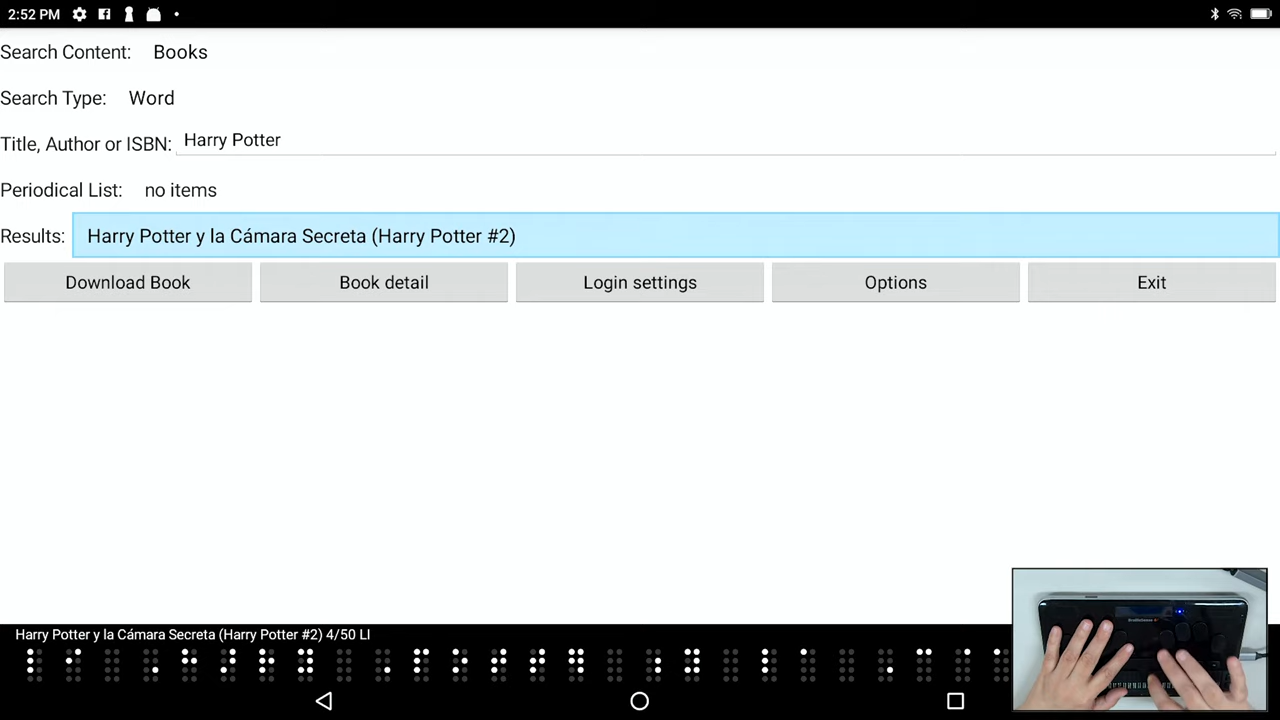 2:52 PM
Search Content: Books
Search Type: Word
Title, Author or ISBN: Harry Potter
Periodical List: no items
Results: Harry Potter y la Cámara Secreta (Harry Potter #2)
Download Book Book detail Login settings Options Exit
Harry Potter y la Cámara Secreta (Harry Potter #2) 4/50 LI